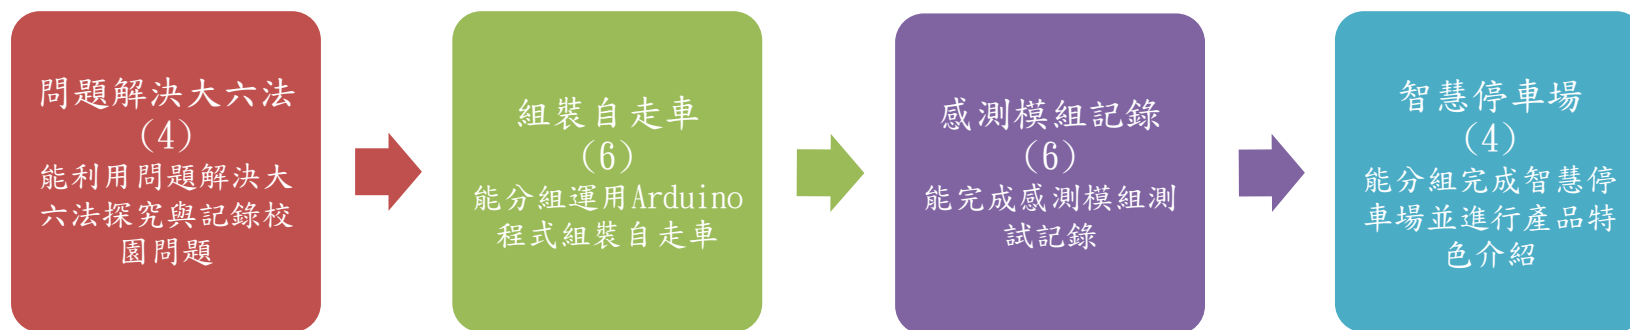 問題解決大六法
(4)
能利用問題解決大
六法探究與記錄校
園問題
組裝自走車
(6)
能分組運用Arduino
程式組裝自走車
感測模組記錄
(6)
能完成感測模組測
試記錄
智慧停車場
(4)
能分組完成智慧停
車場並進行產品特
色介紹